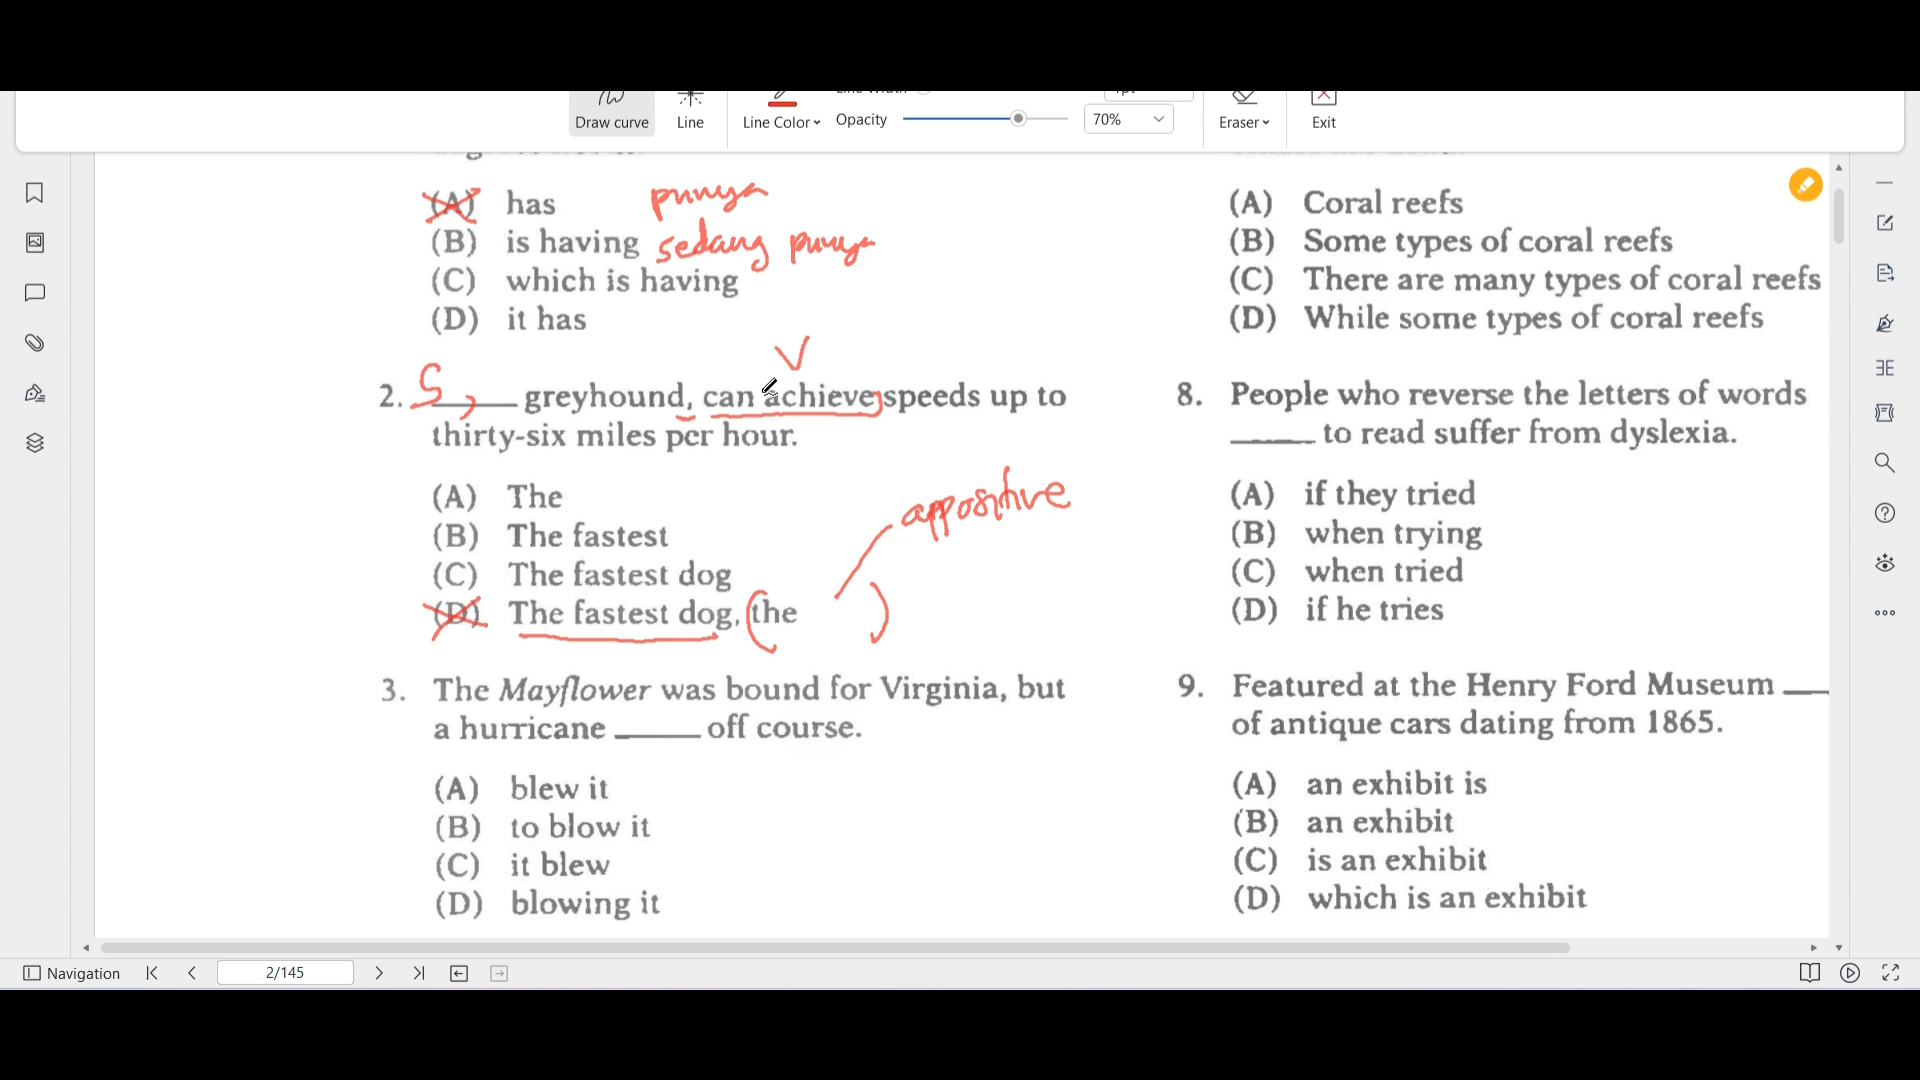 Draw curve
Line
Line Color
Opacity
70%
Eraser
Exit
(A) has punya
(B) is having sedang punya
(C) which is having
(D) it has
V
S,
2. ____ greyhound, can achieve speeds up to
thirty-six miles per hour.
(A) The
(B) The fastest
(C) The fastest dog
(D) The fastest dog, (the )
appositive
3. The Mayflower was bound for Virginia, but
a hurricane ____ off course.
(A) blew it
(B) to blow it
(C) it blew
(D) blowing it
(A) Coral reefs
(B) Some types of coral reefs
(C) There are many types of coral reefs
(D) While some types of coral reefs
8. People who reverse the letters of words
____ to read suffer from dyslexia.
(A) if they tried
(B) when trying
(C) when tried
(D) if he tries
9. Featured at the Henry Ford Museum ____
of antique cars dating from 1865.
(A) an exhibit is
(B) an exhibit
(C) is an exhibit
(D) which is an exhibit
Navigation
2/145